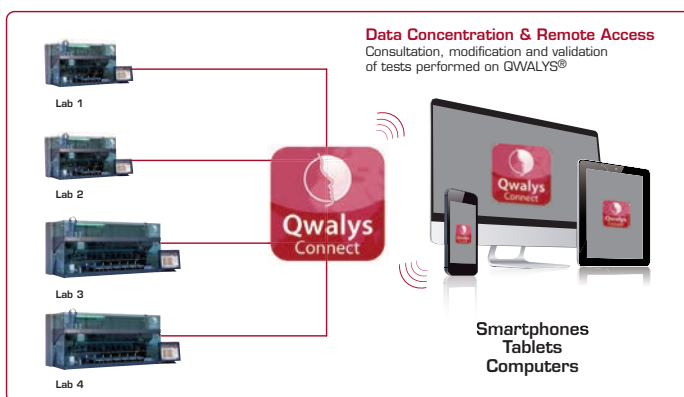 Data Concentration & Remote Access
Consultation, modification and validation
of tests performed on QWALYS®
Lab 1
Lab 2
Lab 3
Lab 4
Qwalys
Connect
Qwalys
Connect
Smartphones
Tablets
Computers